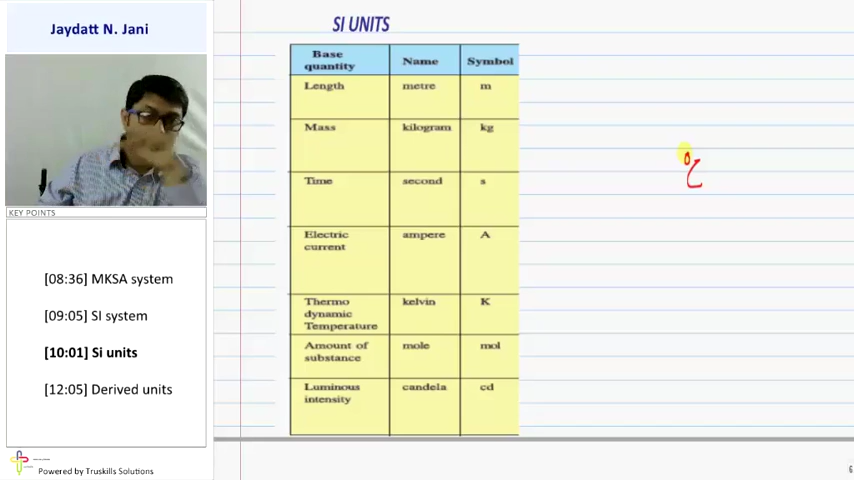 Jaydatt N. Jani
KEY POINTS
[08:36] MKSA system
[09:05] SI system
[10:01] Si units
[12:05] Derived units
Powered by Truskills Solutions
SI UNITS
Base quantity Name Symbol
Length metre m
Mass kilogram kg
Time second s
Electric current ampere A
Thermo dynamic Temperature kelvin K
Amount of substance mole mol
Luminous intensity candela cd
°C
6